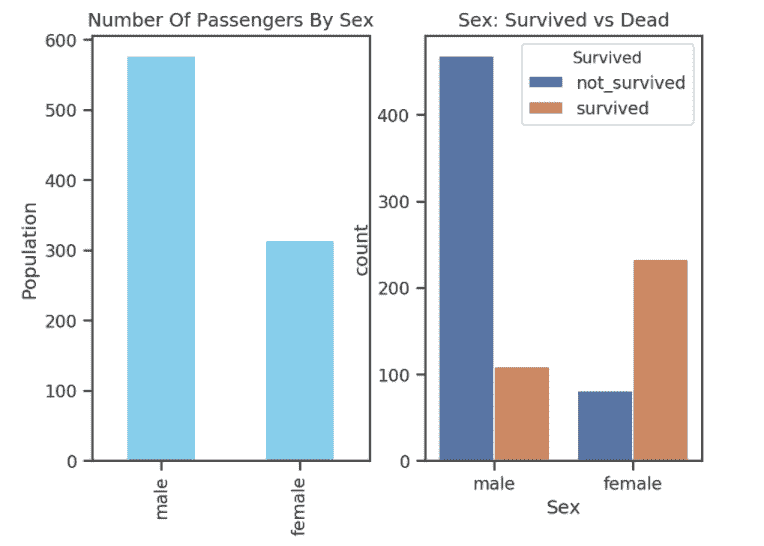 Number Of Passengers By Sex
600
500
400
300
200
100
0
Population
male
female
Sex: Survived vs Dead
Survived
not_survived
survived
400
300
200
100
0
count
male
female
Sex